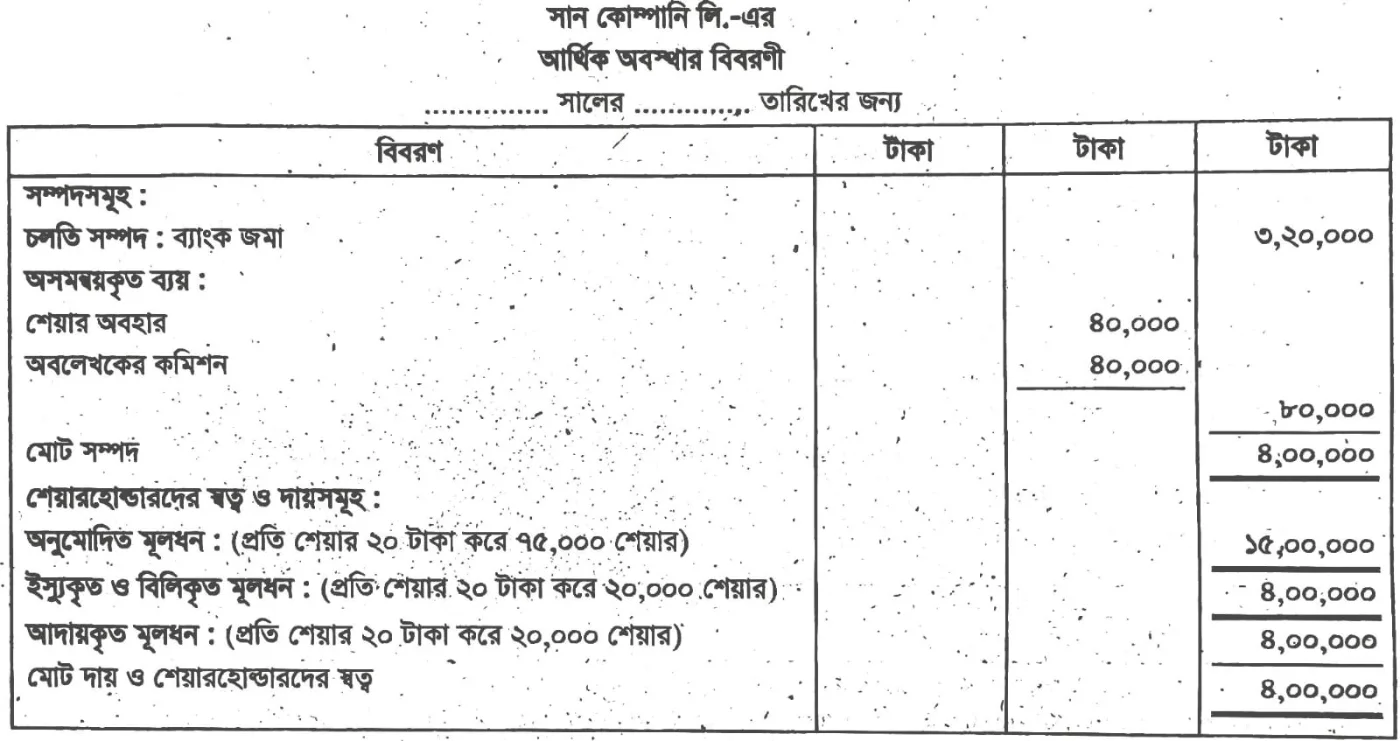 সান কোম্পানি লি.-এর
আর্থিক অবস্থার বিবরণী
............... সালের .............. তারিখের জন্য
বিবরণ টাকা টাকা টাকা
সম্পদসমূহ :
চলতি সম্পদ : ব্যাংক জমা ৩,২০,০০০
অসমন্বয়কৃত ব্যয় :
শেয়ার অবহার ৪০,০০০
অবলেখকের কমিশন ৪০,০০০
৮০,০০০
মোট সম্পদ ৪,০০,০০০
শেয়ারহোল্ডারদের স্বত্ব ও দায়সমূহ :
অনুমোদিত মূলধন : (প্রতি শেয়ার ২০ টাকা করে ৭৫,০০০ শেয়ার) ১৫,০০,০০০
ইস্যুকৃত ও বিলিকৃত মূলধন : (প্রতি শেয়ার ২০ টাকা করে ২০,০০০ শেয়ার) ৪,০০,০০০
আদায়কৃত মূলধন : (প্রতি শেয়ার ২০ টাকা করে ২০,০০০ শেয়ার) ৪,০০,০০০
মোট দায় ও শেয়ারহোল্ডারদের স্বত্ব ৪,০০,০০০